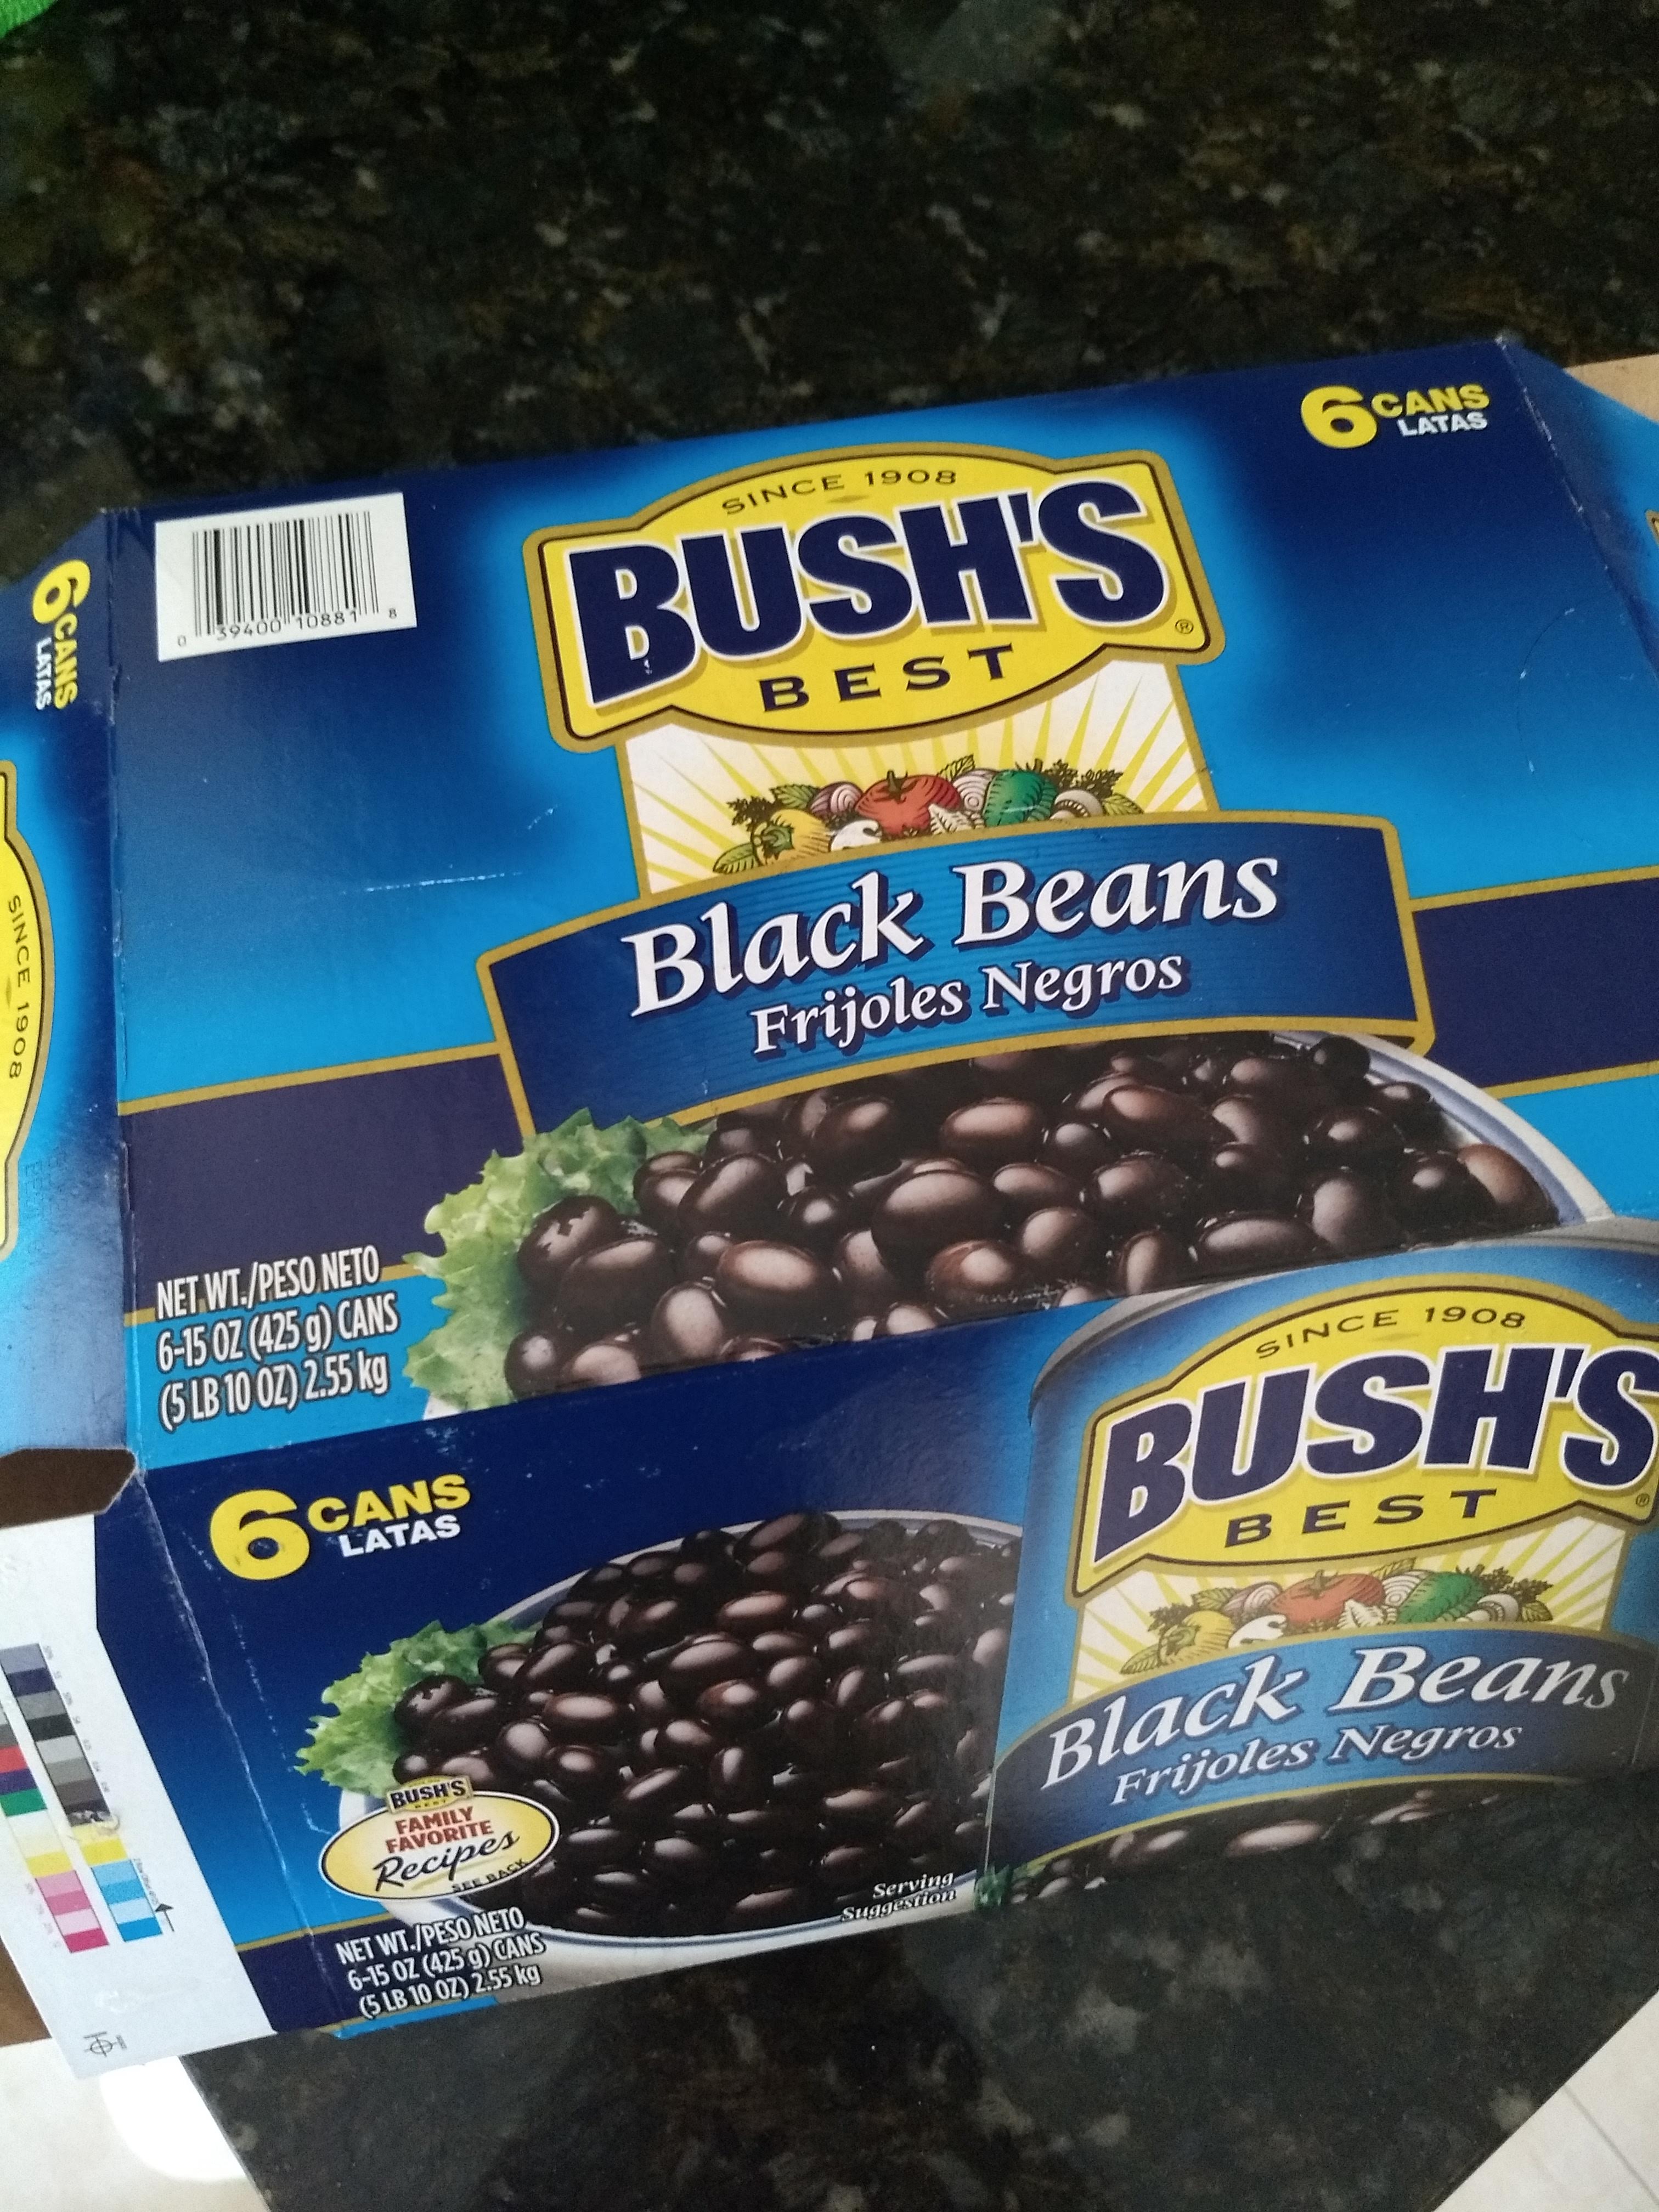 6 CANS
LATAS
SINCE 1908
BUSH'S
BEST
®
0 39400 10881 8
6 CANS
LATAS
SINCE 1908
Black Beans
Frijoles Negros
NET WT./PESO NETO
6-15 OZ (425 g) CANS
(5 LB 10 OZ) 2.55 kg
6 CANS
LATAS
SINCE 1908
BUSH'S
BEST
®
Black Beans
Frijoles Negros
BUSH'S
BEST
FAMILY
FAVORITE
Recipes
SEE BACK
Serving
Suggestion
NET WT./PESO NETO
6-15 OZ (425 g) CANS
(5 LB 10 OZ) 2.55 kg